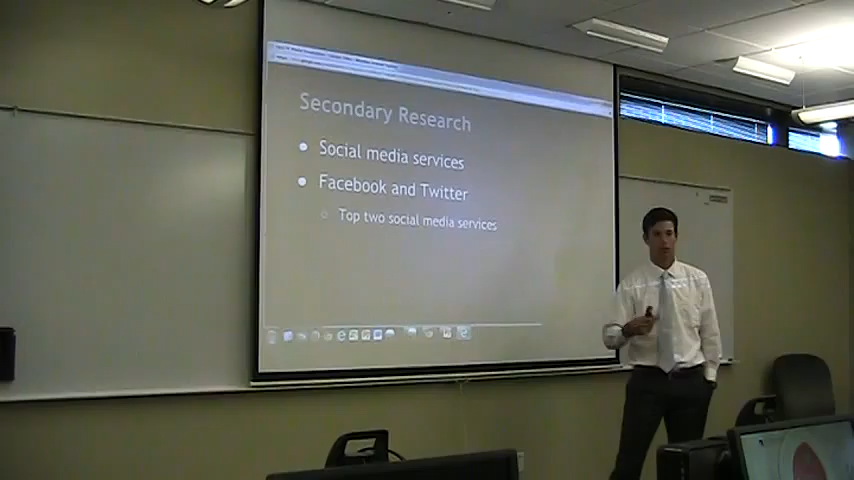 Secondary Research
Social media services
Facebook and Twitter
Top two social media services